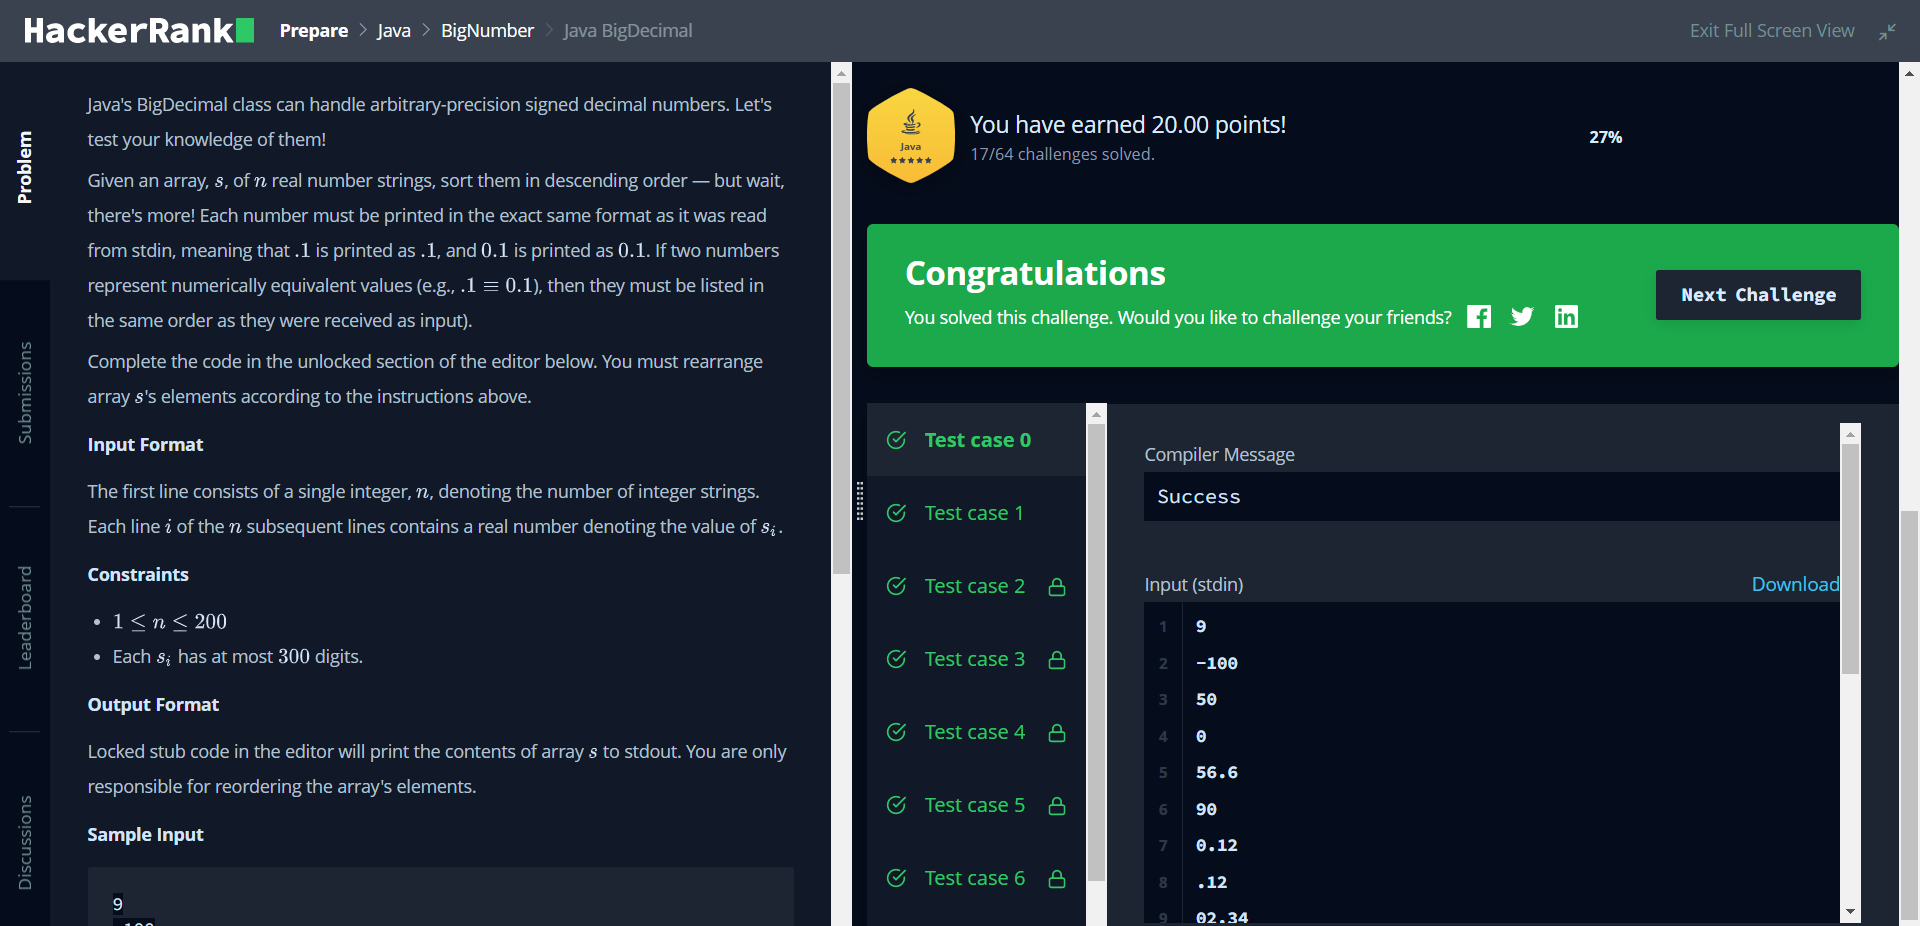 HackerRank Prepare > Java > BigNumber > Java BigDecimal Exit Full Screen View
Problem
Submissions
Leaderboard
Discussions
Java's BigDecimal class can handle arbitrary-precision signed decimal numbers. Let's
test your knowledge of them!
Given an array, s, of n real number strings, sort them in descending order — but wait,
there's more! Each number must be printed in the exact same format as it was read
from stdin, meaning that .1 is printed as .1, and 0.1 is printed as 0.1. If two numbers
represent numerically equivalent values (e.g., .1 ≡ 0.1), then they must be listed in
the same order as they were received as input).
Complete the code in the unlocked section of the editor below. You must rearrange
array s's elements according to the instructions above.
Input Format
The first line consists of a single integer, n, denoting the number of integer strings.
Each line i of the n subsequent lines contains a real number denoting the value of sᵢ.
Constraints
• 1 ≤ n ≤ 200
• Each sᵢ has at most 300 digits.
Output Format
Locked stub code in the editor will print the contents of array s to stdout. You are only
responsible for reordering the array's elements.
Sample Input
9
-100
Java
You have earned 20.00 points!
17/64 challenges solved.
27%
Congratulations
You solved this challenge. Would you like to challenge your friends?
Next Challenge
Test case 0
Test case 1
Test case 2
Test case 3
Test case 4
Test case 5
Test case 6
Compiler Message
Success
Input (stdin) Download
1 9
2 -100
3 50
4 0
5 56.6
6 90
7 0.12
8 .12
9 02.34